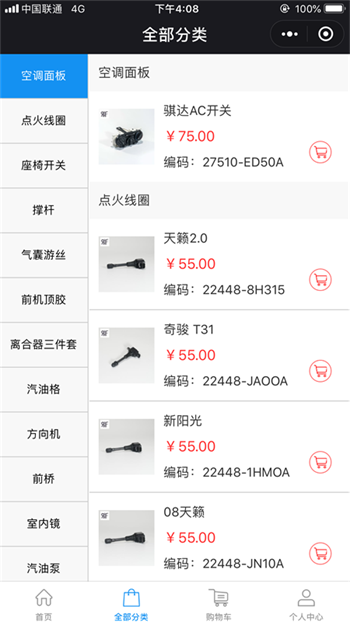 中国联通 4G 下午4:08 100%
全部分类
空调面板
点火线圈
座椅开关
撑杆
气囊游丝
前机顶胶
离合器三件套
汽油格
方向机
前桥
室内镜
汽油泵
空调面板
骐达AC开关
￥75.00
编码：27510-ED50A
点火线圈
天籁2.0
￥55.00
编码：22448-8H315
奇骏 T31
￥55.00
编码：22448-JAOOA
新阳光
￥55.00
编码：22448-1HMOA
08天籁
￥55.00
编码：22448-JN10A
首页
全部分类
购物车
个人中心